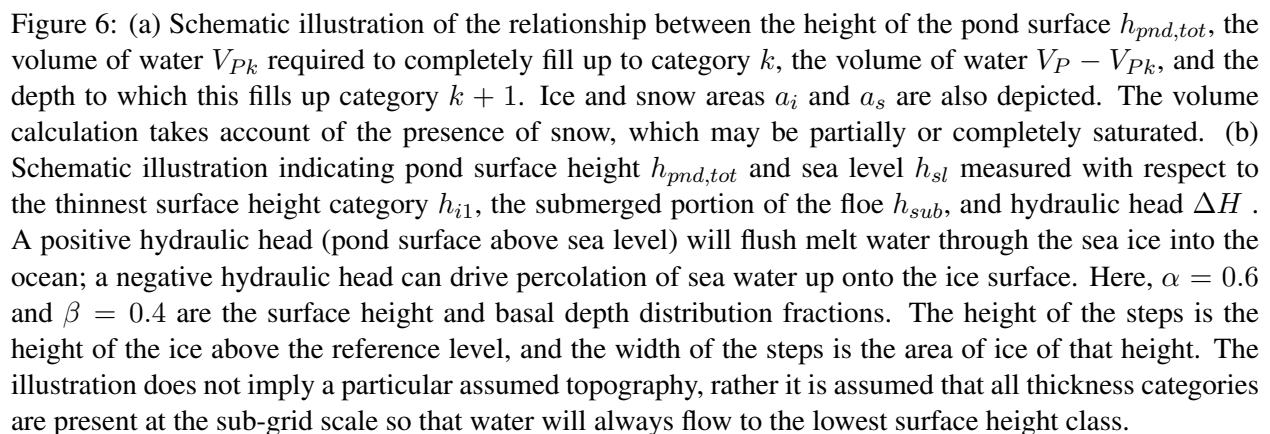 Figure 6: (a) Schematic illustration of the relationship between the height of the pond surface h_{pnd,tot}, the
volume of water V_{Pk} required to completely fill up to category k, the volume of water V_P − V_{Pk}, and the
depth to which this fills up category k + 1. Ice and snow areas a_i and a_s are also depicted. The volume
calculation takes account of the presence of snow, which may be partially or completely saturated. (b)
Schematic illustration indicating pond surface height h_{pnd,tot} and sea level h_{sl} measured with respect to
the thinnest surface height category h_{i1}, the submerged portion of the floe h_{sub}, and hydraulic head ΔH .
A positive hydraulic head (pond surface above sea level) will flush melt water through the sea ice into the
ocean; a negative hydraulic head can drive percolation of sea water up onto the ice surface. Here, α = 0.6
and β = 0.4 are the surface height and basal depth distribution fractions. The height of the steps is the
height of the ice above the reference level, and the width of the steps is the area of ice of that height. The
illustration does not imply a particular assumed topography, rather it is assumed that all thickness categories
are present at the sub-grid scale so that water will always flow to the lowest surface height class.